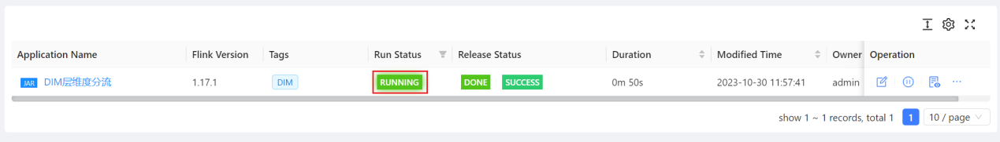 Application Name Flink Version Tags Run Status Release Status Duration Modified Time Owner Operation
JAR DIM层维度分流 1.17.1 DIM RUNNING DONE SUCCESS 0m 50s 2023-10-30 11:57:41 admin
show 1 ~ 1 records, total 1 1 10 / page